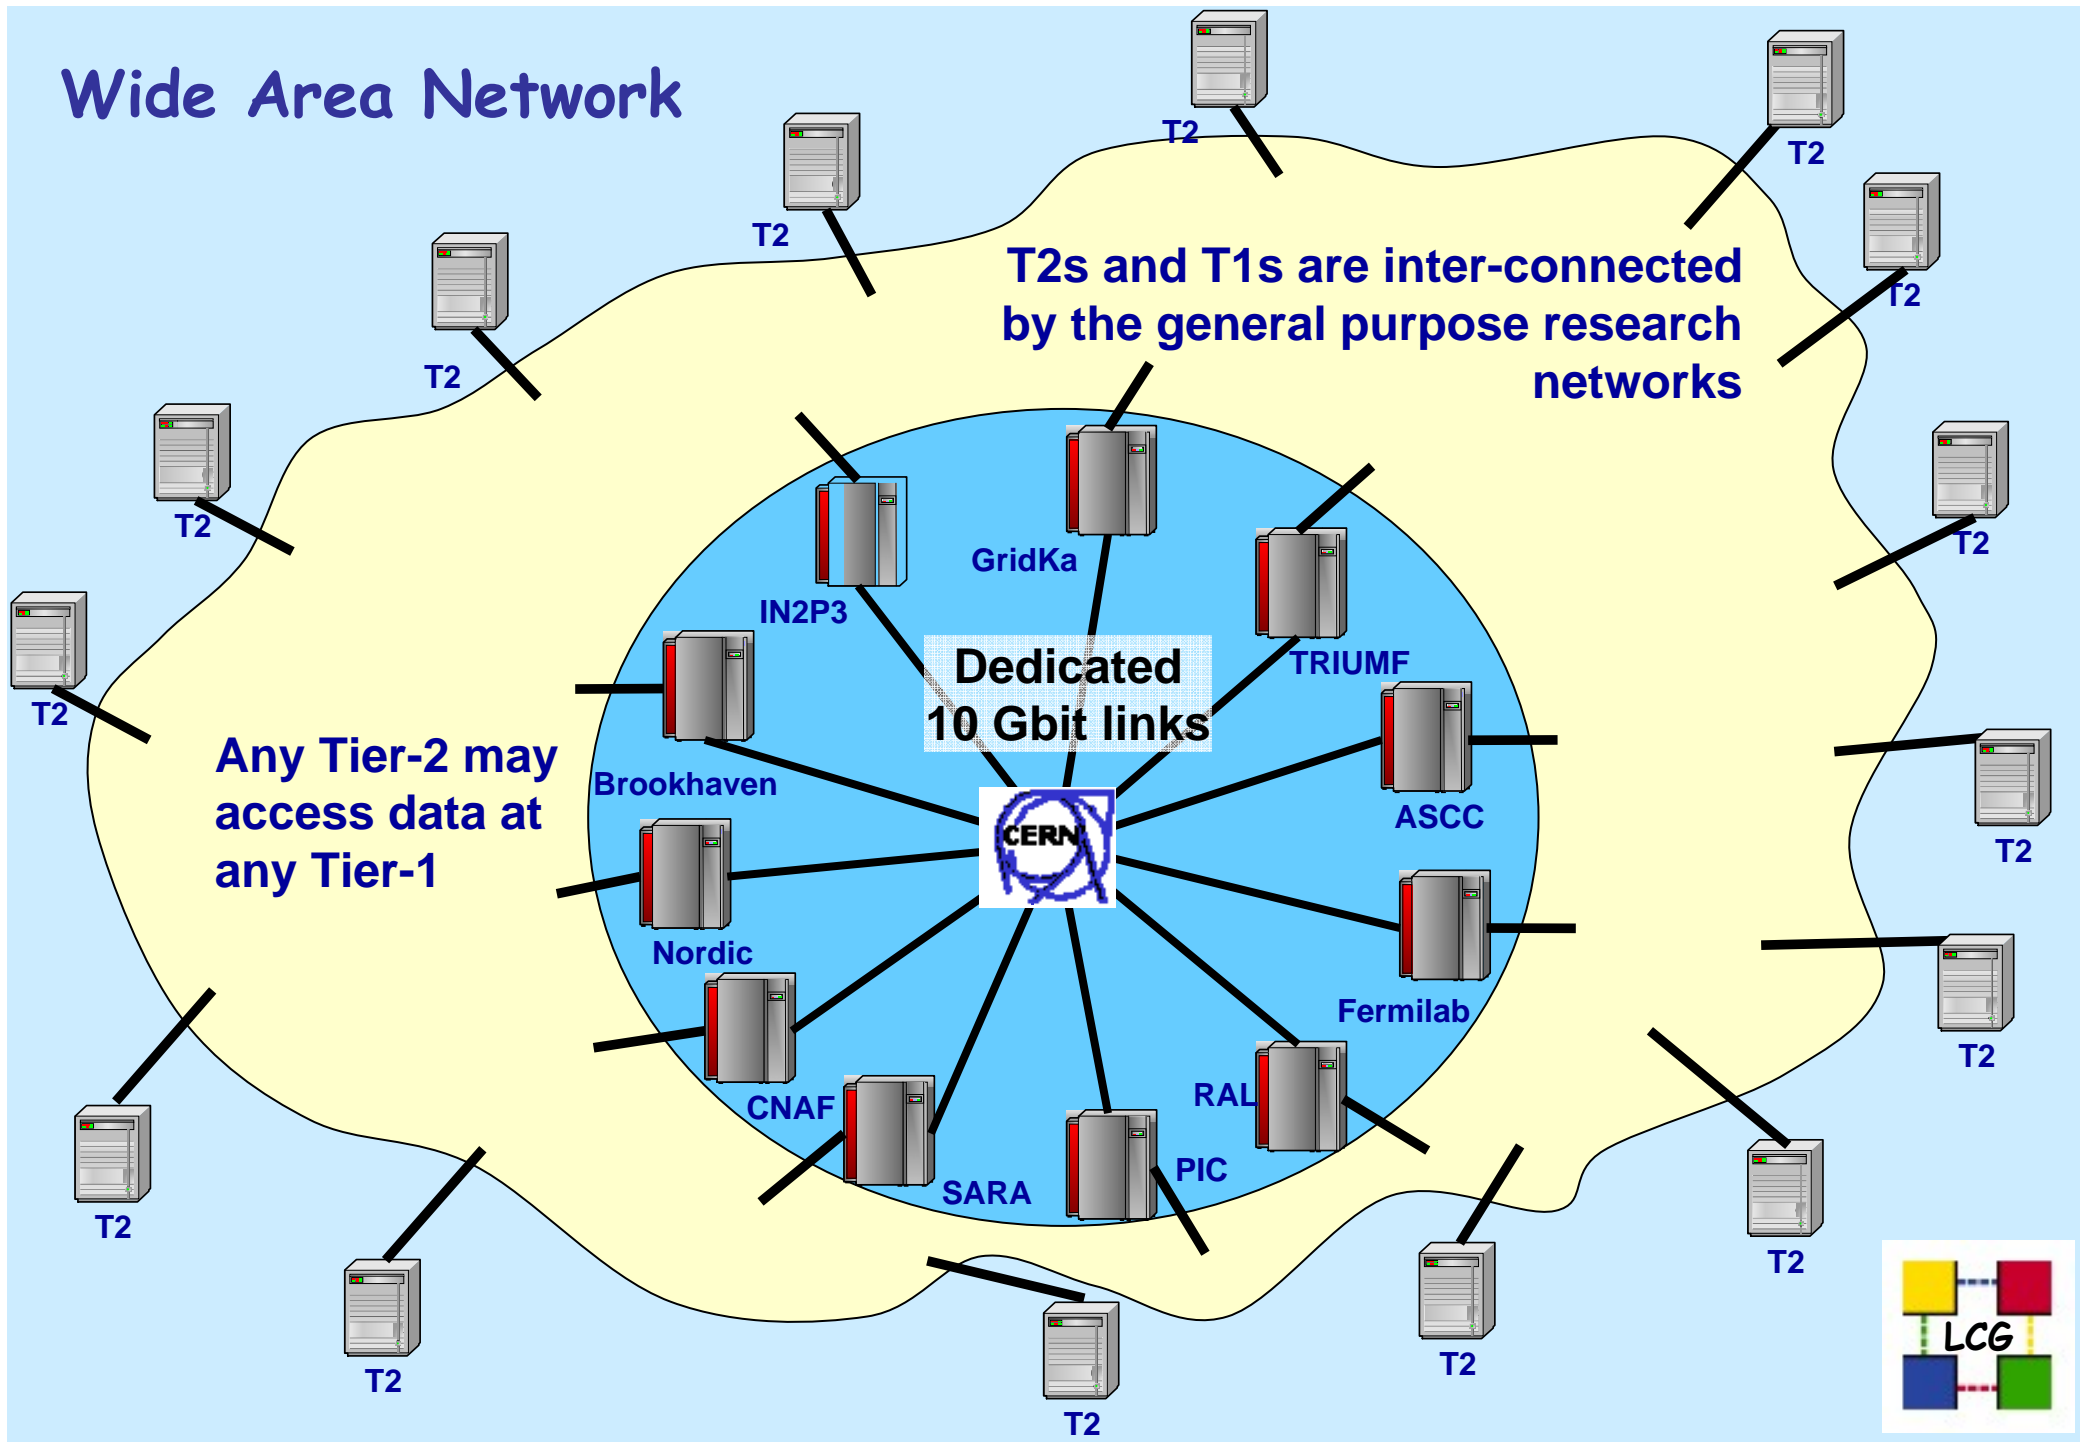 Wide Area Network
T2
T2
T2
T2
T2
T2
T2s and T1s are inter-connected
by the general purpose research
networks
T2
T2
T2
GridKa
IN2P3
TRIUMF
Dedicated
10 Gbit links
Any Tier-2 may
access data at
any Tier-1
Brookhaven
ASCC
CERN
T2
Nordic
Fermilab
T2
CNAF
RAL
PIC
SARA
T2
T2
T2
T2
T2
LCG